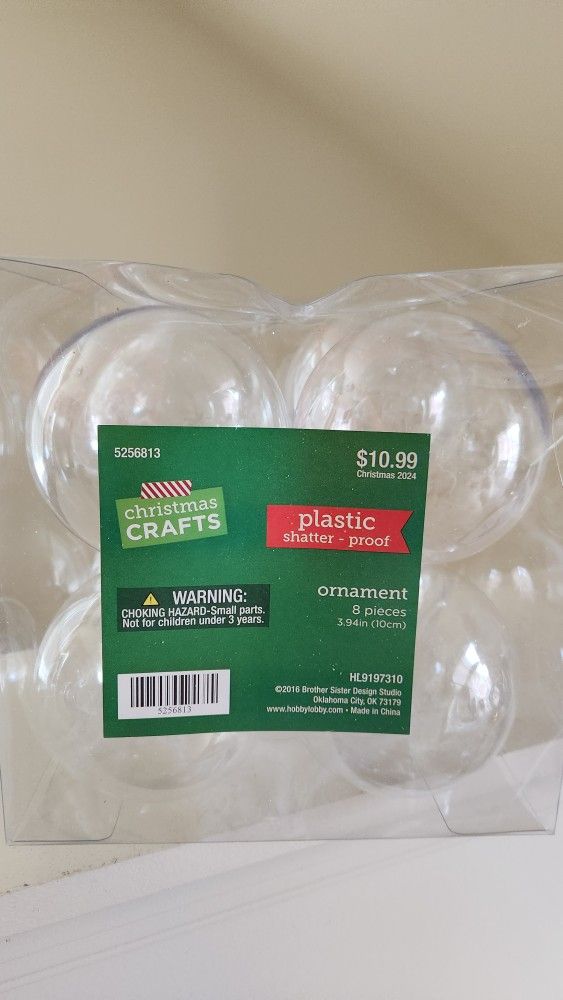 5256813
$10.99
Christmas 2024
christmas
CRAFTS
plastic
shatter - proof
WARNING:
CHOKING HAZARD-Small parts.
Not for children under 3 years.
ornament
8 pieces
3.94in (10cm)
5256813
HL9197310
©2016 Brother Sister Design Studio
Oklahoma City, OK 73179
www.hobbylobby.com • Made in China